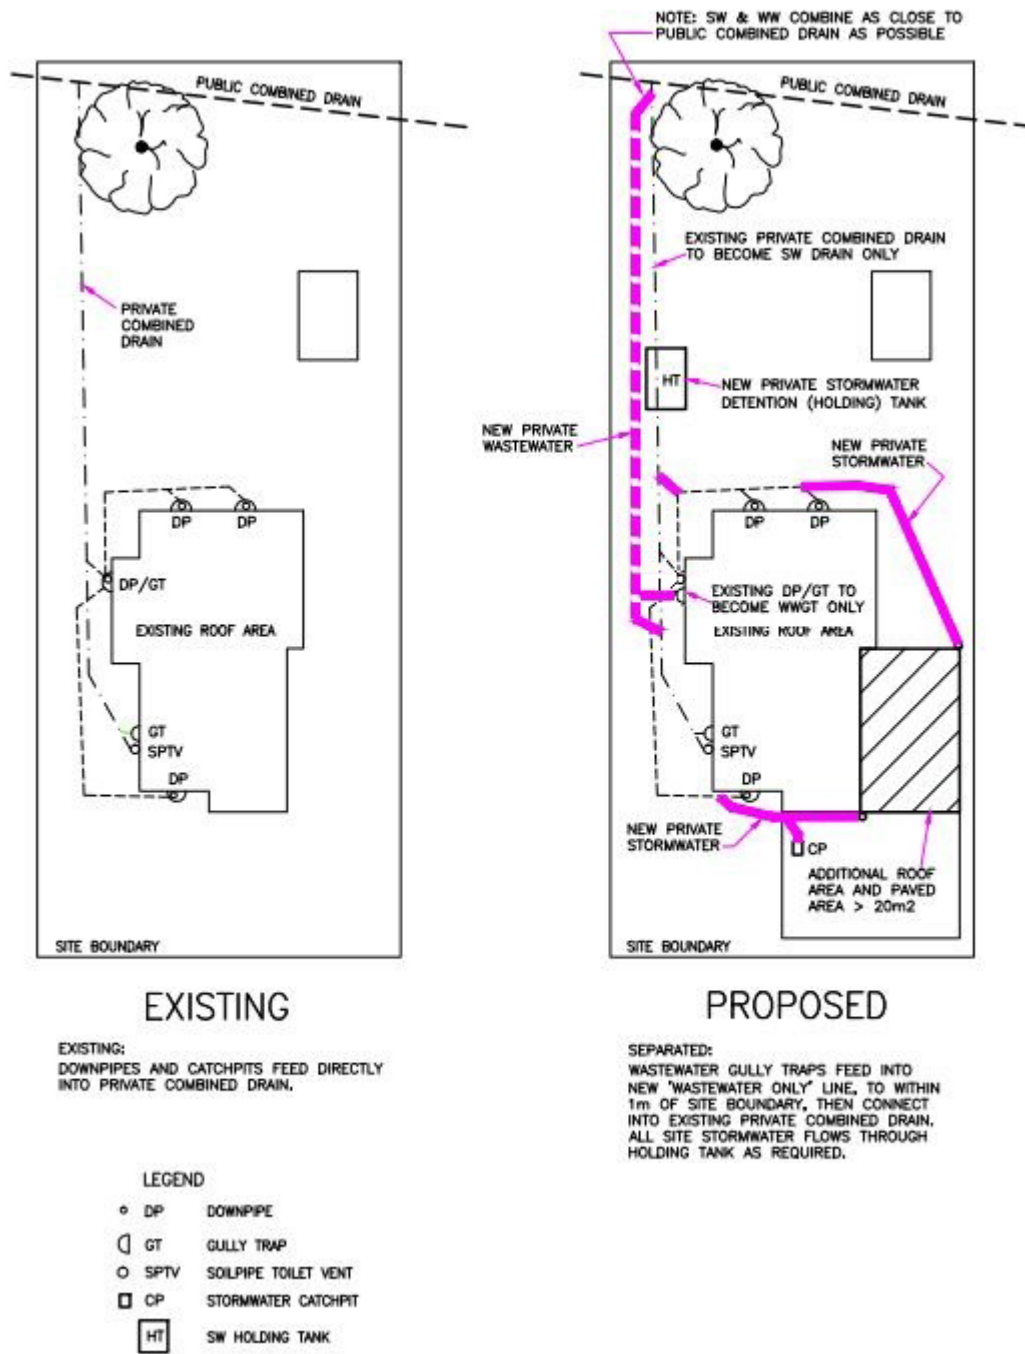 NOTE: SW & WW COMBINE AS CLOSE TO
PUBLIC COMBINED DRAIN AS POSSIBLE
PUBLIC COMBINED DRAIN
PRIVATE
COMBINED
DRAIN
DP
DP
DP/GT
EXISTING ROOF AREA
GT
SPTV
DP
SITE BOUNDARY
PUBLIC COMBINED DRAIN
EXISTING PRIVATE COMBINED DRAIN
TO BECOME SW DRAIN ONLY
HT
NEW PRIVATE STORMWATER
DETENTION (HOLDING) TANK
NEW PRIVATE
WASTEWATER
NEW PRIVATE
STORMWATER
DP
DP
EXISTING DP/GT TO
BECOME WWGT ONLY
EXISTING ROOF AREA
GT
SPTV
DP
NEW PRIVATE
STORMWATER
CP
ADDITIONAL ROOF
AREA AND PAVED
AREA > 20m2
SITE BOUNDARY
EXISTING
EXISTING:
DOWNPIPES AND CATCHPITS FEED DIRECTLY
INTO PRIVATE COMBINED DRAIN.
PROPOSED
SEPARATED:
WASTEWATER GULLY TRAPS FEED INTO
NEW 'WASTEWATER ONLY' LINE, TO WITHIN
1m OF SITE BOUNDARY, THEN CONNECT
INTO EXISTING PRIVATE COMBINED DRAIN.
ALL SITE STORMWATER FLOWS THROUGH
HOLDING TANK AS REQUIRED.
LEGEND
DP DOWNPIPE
GT GULLY TRAP
SPTV SOILPIPE TOILET VENT
CP STORMWATER CATCHPIT
HT SW HOLDING TANK